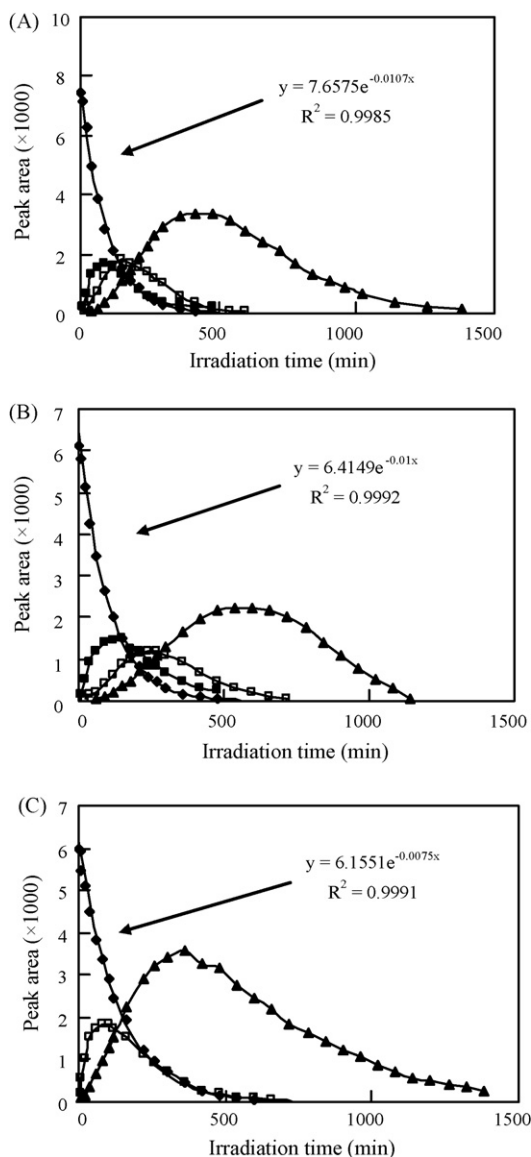 (A)
10
8
6
4
2
0
Peak area (×1000)
y = 7.6575e^-0.0107x
R² = 0.9985
0 500 1000 1500
Irradiation time (min)
(B)
7
6
5
4
3
2
1
0
Peak area (×1000)
y = 6.4149e^-0.01x
R² = 0.9992
0 500 1000 1500
Irradiation time (min)
(C)
7
6
5
4
3
2
1
0
Peak area (×1000)
y = 6.1551e^-0.0075x
R² = 0.9991
0 500 1000 1500
Irradiation time (min)